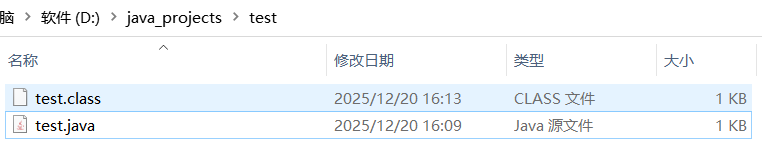 脑 > 软件 (D:) > java_projects > test
名称 修改日期 类型 大小
test.class 2025/12/20 16:13 CLASS 文件 1 KB
test.java 2025/12/20 16:09 Java 源文件 1 KB